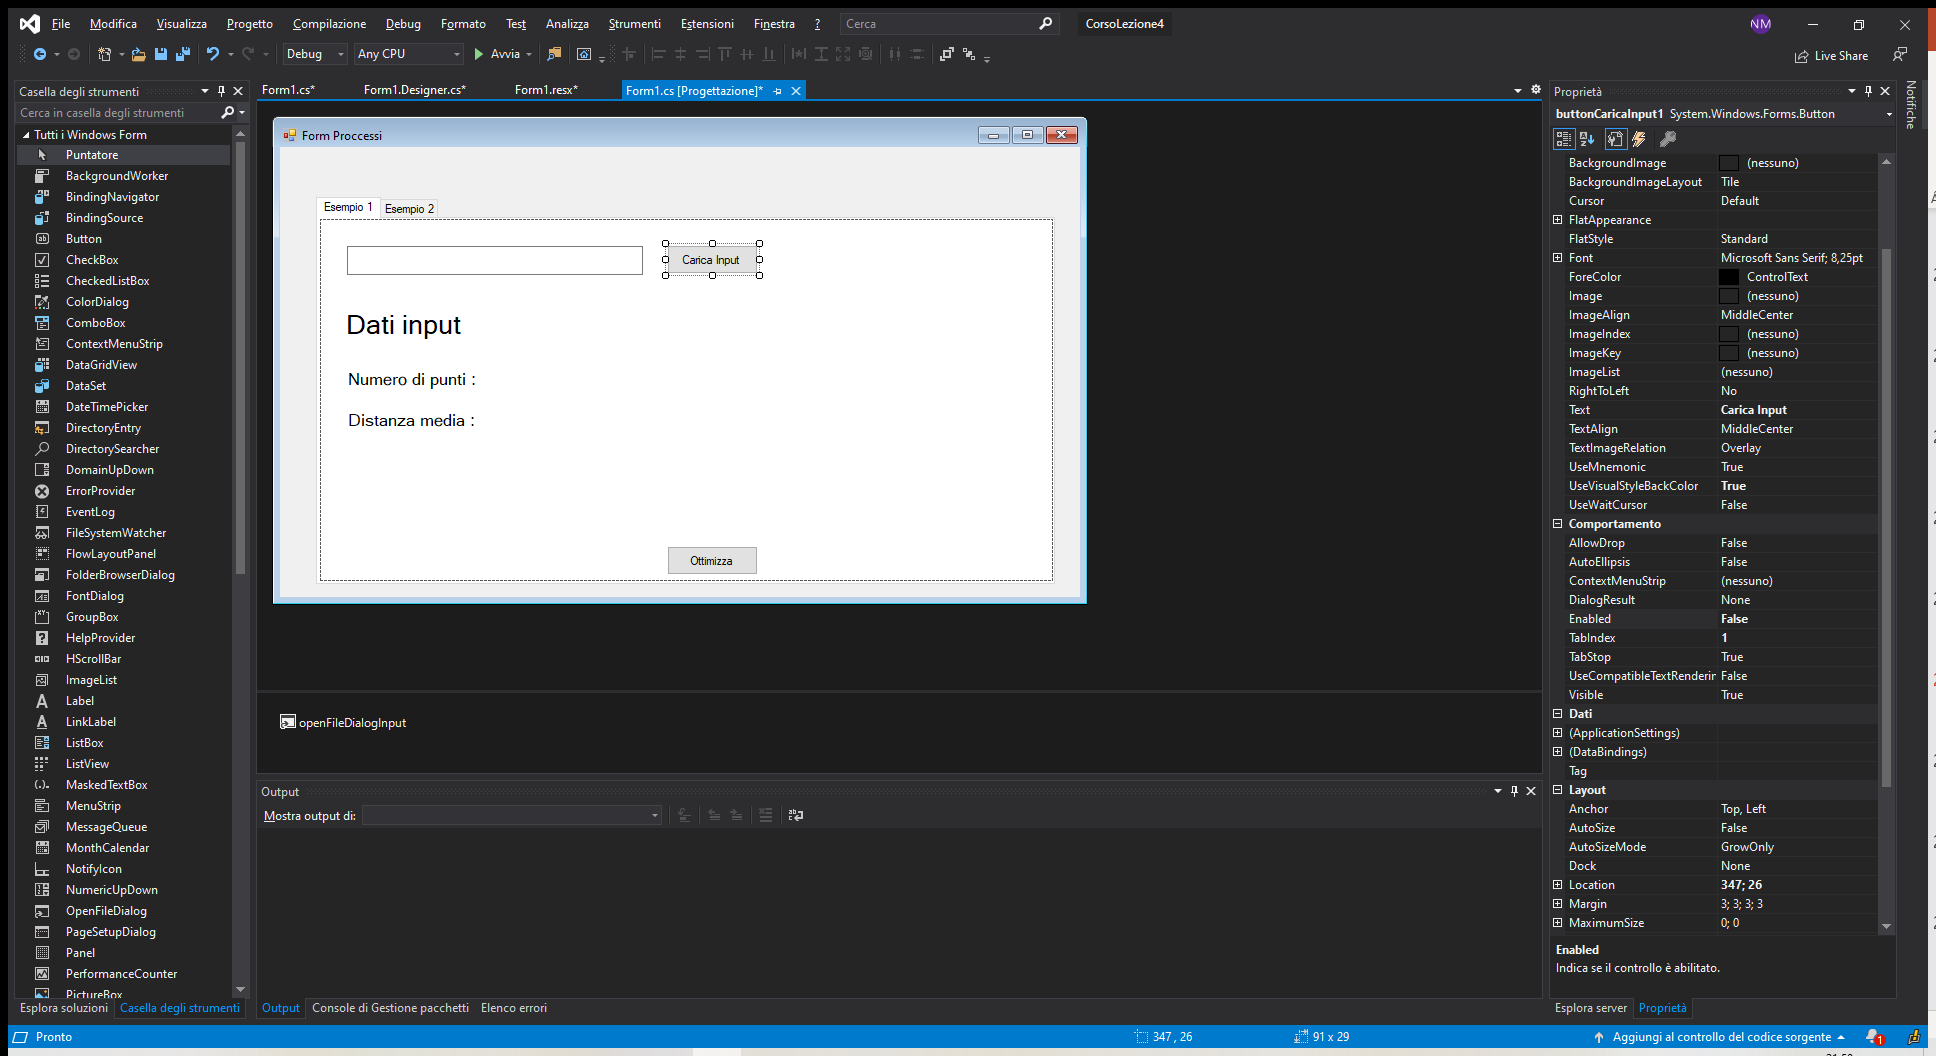 File Modifica Visualizza Progetto Compilazione Debug Formato Test Analizza Strumenti Estensioni Finestra ? Cerca CorsoLezione4 NM
Debug Any CPU Avvia Live Share
Casella degli strumenti
Cerca in casella degli strumenti
Tutti i Windows Form
Puntatore
BackgroundWorker
BindingNavigator
BindingSource
Button
CheckBox
CheckedListBox
ColorDialog
ComboBox
ContextMenuStrip
DataGridView
DataSet
DateTimePicker
DirectoryEntry
DirectorySearcher
DomainUpDown
ErrorProvider
EventLog
FileSystemWatcher
FlowLayoutPanel
FolderBrowserDialog
FontDialog
GroupBox
HelpProvider
HScrollBar
ImageList
Label
LinkLabel
ListBox
ListView
MaskedTextBox
MenuStrip
MessageQueue
MonthCalendar
NotifyIcon
NumericUpDown
OpenFileDialog
PageSetupDialog
Panel
PerformanceCounter
PictureBox
Esplora soluzioni Casella degli strumenti
Form1.cs* Form1.Designer.cs* Form1.resx* Form1.cs [Progettazione]*
Form Proccessi
Esempio 1 Esempio 2
Carica Input
Dati input
Numero di punti :
Distanza media :
Ottimizza
openFileDialogInput
Output
Mostra output di:
Output Console di Gestione pacchetti Elenco errori
Proprietà
buttonCaricaInput1 System.Windows.Forms.Button
BackgroundImage (nessuno)
BackgroundImageLayout Tile
Cursor Default
FlatAppearance
FlatStyle Standard
Font Microsoft Sans Serif; 8,25pt
ForeColor ControlText
Image (nessuno)
ImageAlign MiddleCenter
ImageIndex (nessuno)
ImageKey (nessuno)
ImageList (nessuno)
RightToLeft No
Text Carica Input
TextAlign MiddleCenter
TextImageRelation Overlay
UseMnemonic True
UseVisualStyleBackColor True
UseWaitCursor False
Comportamento
AllowDrop False
AutoEllipsis False
ContextMenuStrip (nessuno)
DialogResult None
Enabled False
TabIndex 1
TabStop True
UseCompatibleTextRenderin False
Visible True
Dati
(ApplicationSettings)
(DataBindings)
Tag
Layout
Anchor Top, Left
AutoSize False
AutoSizeMode GrowOnly
Dock None
Location 347; 26
Margin 3; 3; 3; 3
MaximumSize 0; 0
Enabled
Indica se il controllo è abilitato.
Esplora server Proprietà
Notifiche
Pronto 347 , 26 91 x 29 Aggiungi al controllo del codice sorgente 1